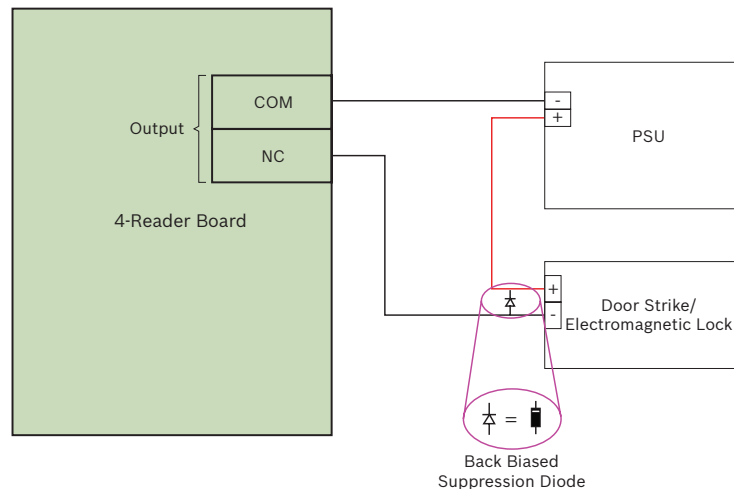 COM
Output
NC
4-Reader Board
-
+
PSU
+
-
Door Strike/
Electromagnetic Lock
=
Back Biased
Suppression Diode